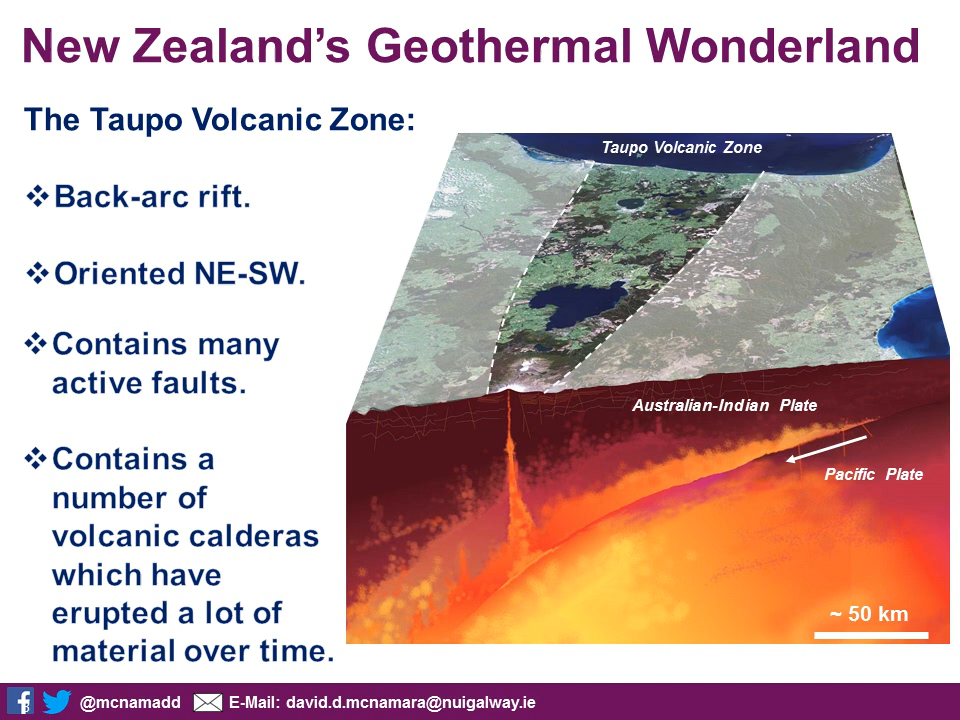 New Zealand’s Geothermal Wonderland
The Taupo Volcanic Zone:
❖Back-arc rift.
❖Oriented NE-SW.
❖Contains many
active faults.
❖Contains a
number of
volcanic calderas
which have
erupted a lot of
material over time.
Taupo Volcanic Zone
Australian-Indian Plate
Pacific Plate
~ 50 km
@mcnamadd
E-Mail: david.d.mcnamara@nuigalway.ie